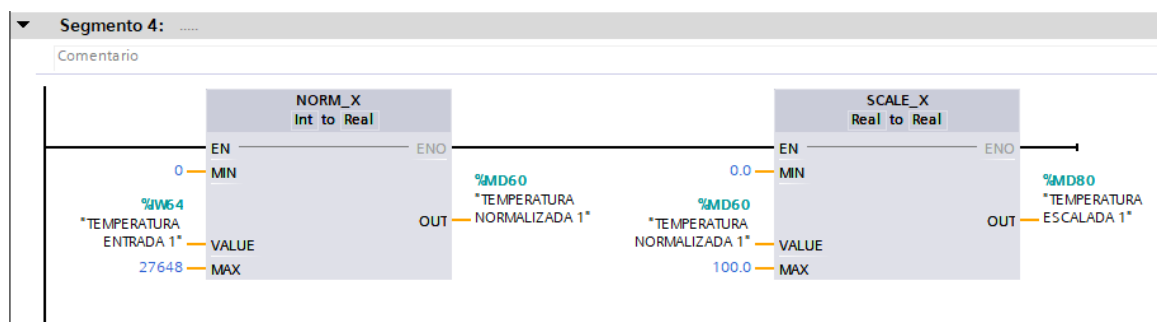 Segmento 4: .....
Comentario
NORM_X
Int to Real
EN
ENO
0
MIN
%IW64
"TEMPERATURA
ENTRADA 1"
VALUE
27648
MAX
OUT
%MD60
"TEMPERATURA
NORMALIZADA 1"
SCALE_X
Real to Real
EN
ENO
0.0
MIN
%MD60
"TEMPERATURA
NORMALIZADA 1"
VALUE
100.0
MAX
OUT
%MD80
"TEMPERATURA
ESCALADA 1"